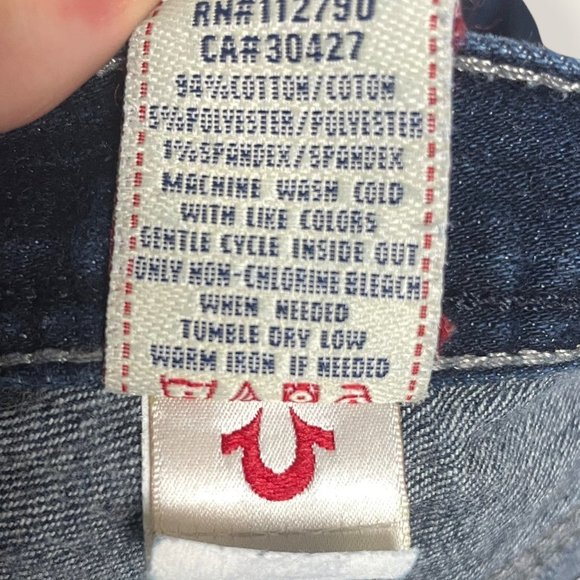 RN#112790
CA#30427
94%COTTON/COTON
5%POLYESTER/POLYESTER
1%SPANDEX/SPANDEX
MACHINE WASH COLD
WITH LIKE COLORS
GENTLE CYCLE INSIDE OUT
ONLY NON-CHLORINE BLEACH
WHEN NEEDED
TUMBLE DRY LOW
WARM IRON IF NEEDED